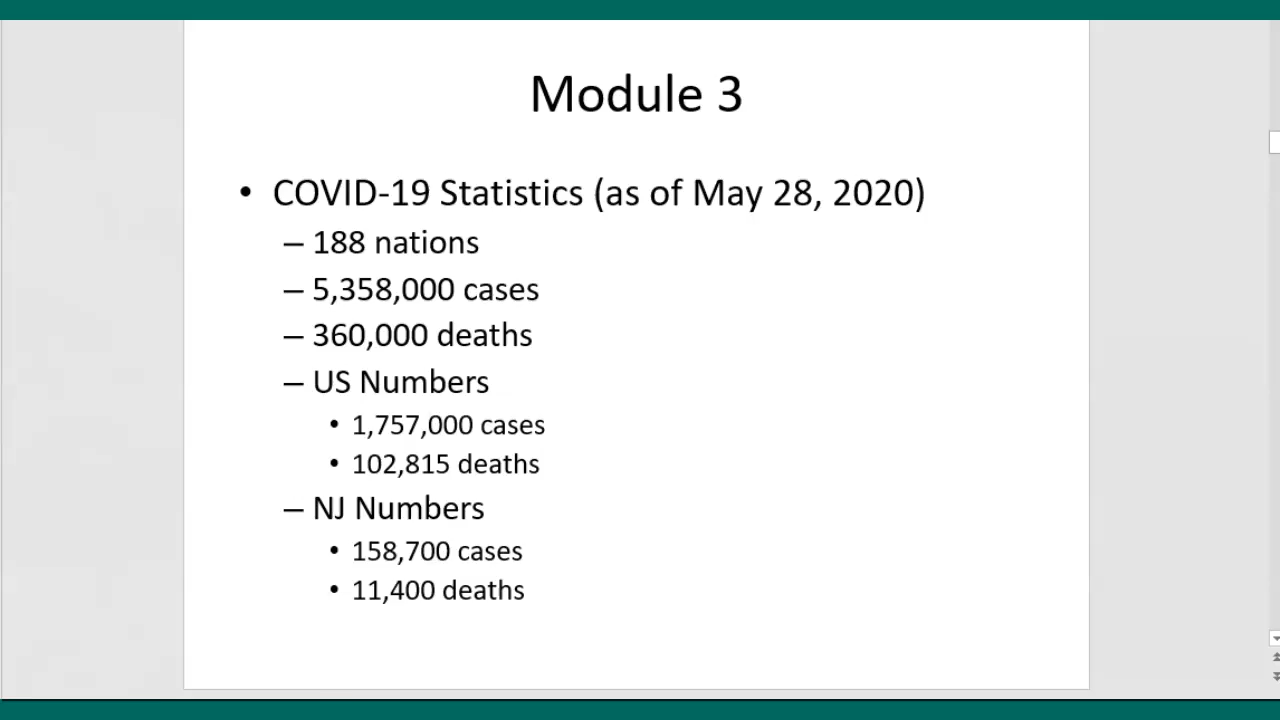 Module 3
• COVID-19 Statistics (as of May 28, 2020)
– 188 nations
– 5,358,000 cases
– 360,000 deaths
– US Numbers
• 1,757,000 cases
• 102,815 deaths
– NJ Numbers
• 158,700 cases
• 11,400 deaths